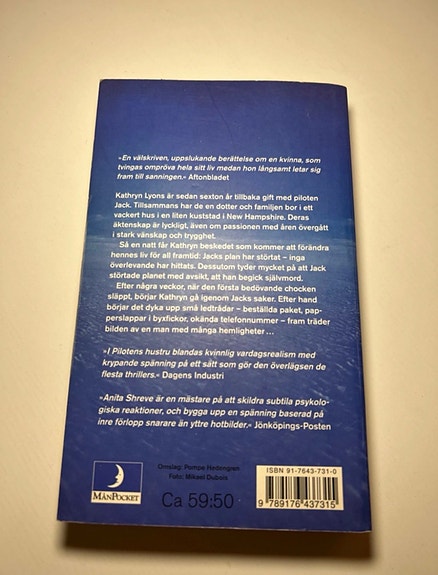 »En välskriven, uppslukande berättelse om en kvinna, som
tvingas ompröva hela sitt liv medan hon långsamt letar sig
fram till sanningen.« Aftonbladet
Kathryn Lyons är sedan sexton år tillbaka gift med piloten
Jack. Tillsammans har de en dotter och familjen bor i ett
vackert hus i en liten kuststad i New Hampshire. Deras
äktenskap är lyckligt, även om passionen med åren övergått
i stark vänskap och trygghet.
Så en natt får Kathryn beskedet som kommer att förändra
hennes liv för all framtid: Jacks plan har störtat – inga
överlevande har hittats. Dessutom tyder mycket på att Jack
störtade planet med avsikt, att han begick självmord.
Efter några veckor, när den första bedövande chocken
släppt, börjar Kathryn gå igenom Jacks saker. Efter hand
börjar det dyka upp små ledtrådar – beställda paket, pap-
perslappar i byxfickor, okända telefonnummer – fram träder
bilden av en man med många hemligheter ...
»I Pilotens hustru blandas kvinnlig vardagsrealism med
krypande spänning på ett sätt som gör den överlägsen de
flesta thrillers.« Dagens Industri
»Anita Shreve är en mästare på att skildra subtila psykolo-
giska reaktioner, och bygga upp en spänning baserad på
inre förlopp snarare än yttre hotbilder.« Jönköpings-Posten
MÅNPOCKET
Omslag: Pompe Hedengren
Foto: Mikael Dubois
Ca 59:50
ISBN 91-7643-731-0
9 789176 437315